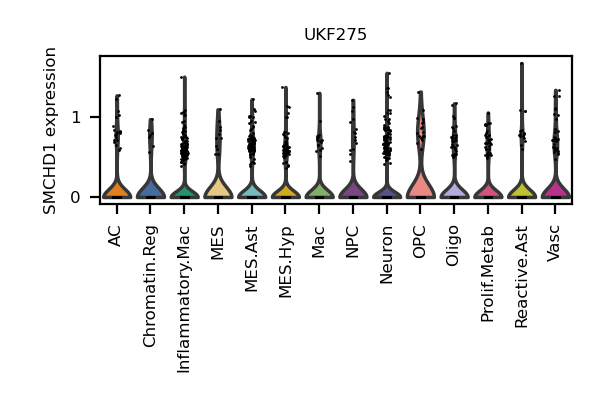 UKF275
SMCHD1 expression
1
0
AC
Chromatin.Reg
Inflammatory.Mac
MES
MES.Ast
MES.Hyp
Mac
NPC
Neuron
OPC
Oligo
Prolif.Metab
Reactive.Ast
Vasc